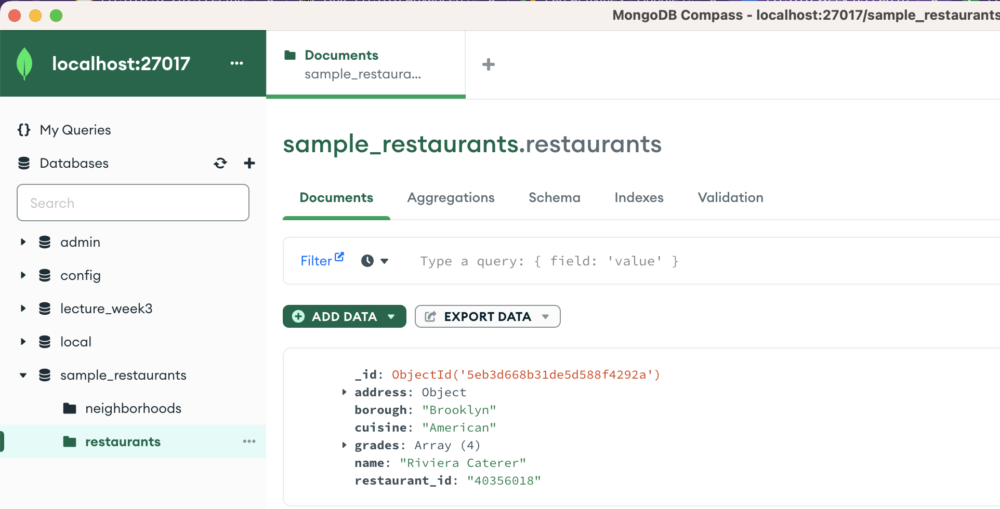 MongoDB Compass - localhost:27017/sample_restaurants
localhost:27017
Documents
sample_restaura...
My Queries
Databases
Search
admin
config
lecture_week3
local
sample_restaurants
neighborhoods
restaurants
sample_restaurants.restaurants
Documents Aggregations Schema Indexes Validation
Filter Type a query: { field: 'value' }
ADD DATA EXPORT DATA
_id: ObjectId('5eb3d668b31de5d588f4292a')
address: Object
borough: "Brooklyn"
cuisine: "American"
grades: Array (4)
name: "Riviera Caterer"
restaurant_id: "40356018"